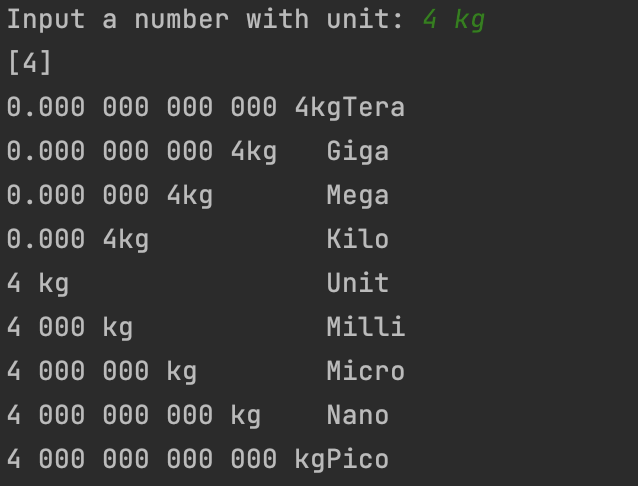 Input a number with unit: 4 kg
[4]
0.000 000 000 000 4kgTera
0.000 000 000 4kg   Giga
0.000 000 4kg       Mega
0.000 4kg           Kilo
4 kg                Unit
4 000 kg            Milli
4 000 000 kg        Micro
4 000 000 000 kg    Nano
4 000 000 000 000 kgPico